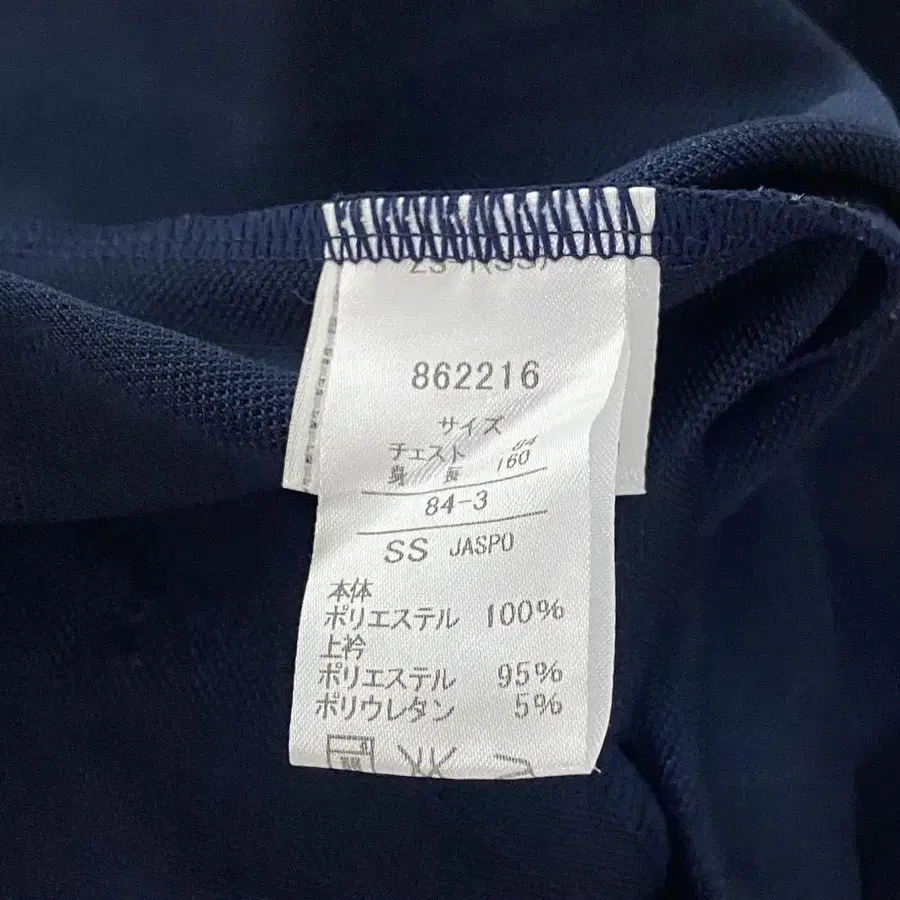 862216
サイズ
チェスト 84
身長 160
84-3
SS JASPO
本体
ポリエステル 100%
上衿
ポリエステル 95%
ポリウレタン 5%